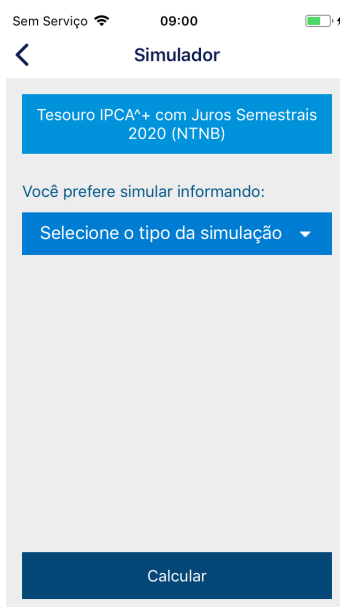 Sem Serviço 09:00
Simulador
Tesouro IPCA^+ com Juros Semestrais
2020 (NTNB)
Você prefere simular informando:
Selecione o tipo da simulação
Calcular